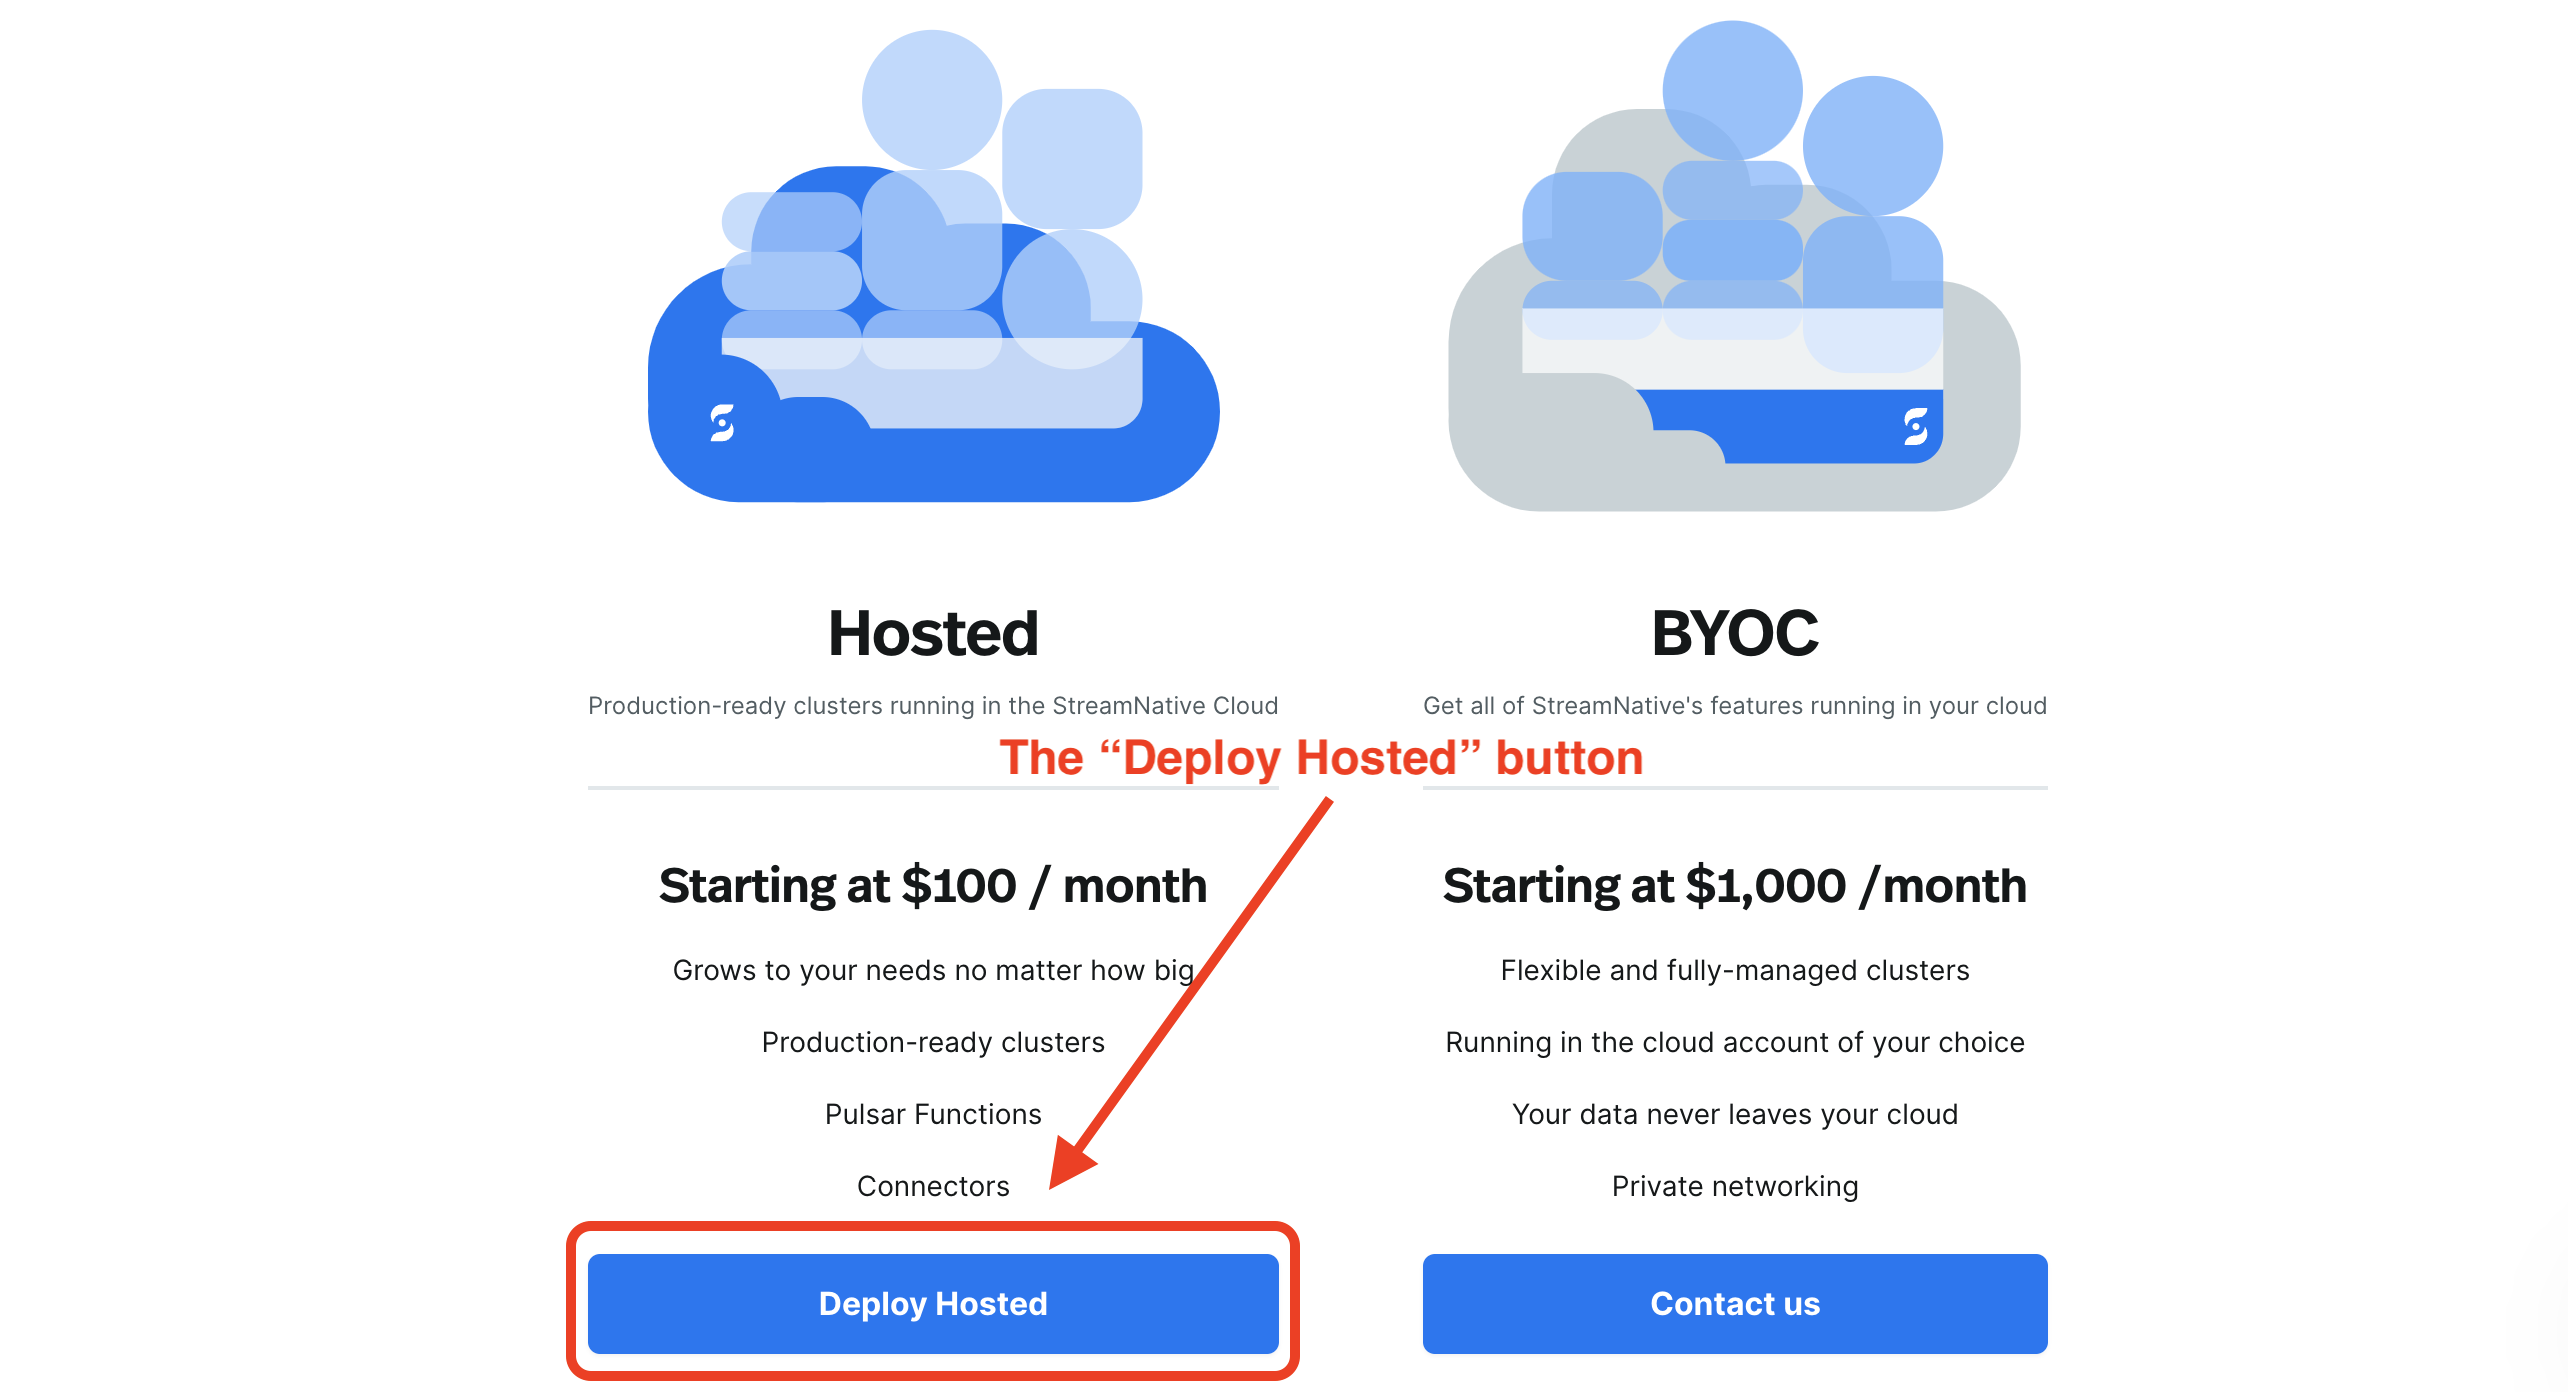 Hosted
Production-ready clusters running in the StreamNative Cloud
BYOC
Get all of StreamNative's features running in your cloud
The “Deploy Hosted” button
Starting at $100 / month
Grows to your needs no matter how big
Production-ready clusters
Pulsar Functions
Connectors
Deploy Hosted
Starting at $1,000 /month
Flexible and fully-managed clusters
Running in the cloud account of your choice
Your data never leaves your cloud
Private networking
Contact us